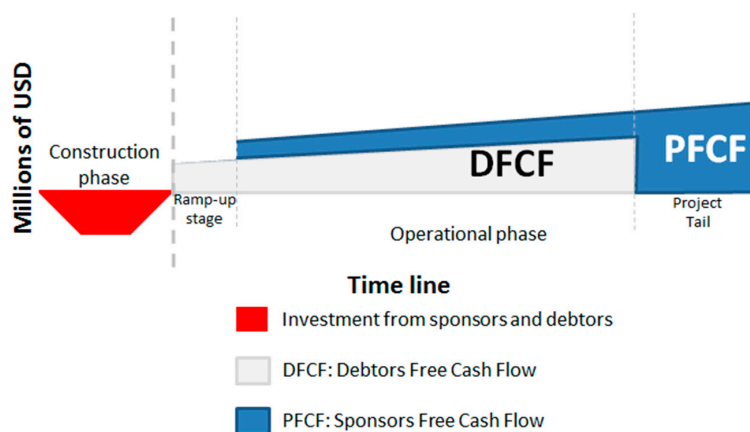 Millions of USD
Construction
phase
Ramp-up
stage
DFCF
PFCF
Project
Tail
Operational phase
Time line
Investment from sponsors and debtors
DFCF: Debtors Free Cash Flow
PFCF: Sponsors Free Cash Flow